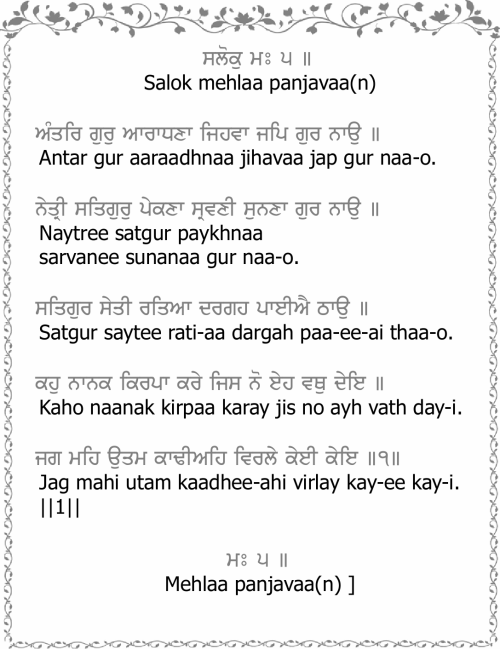 ਸਲੋਕੁ ਮਃ ੫ ॥
Salok mehlaa panjavaa(n)
ਅੰਤਰਿ ਗੁਰੁ ਆਰਾਧਣਾ ਜਿਹਵਾ ਜਪਿ ਗੁਰ ਨਾਉ ॥
Antar gur aaraadhnaa jihavaa jap gur naa-o.
ਨੇਤ੍ਰੀ ਸਤਿਗੁਰੁ ਪੇਖਣਾ ਸ੍ਰਵਣੀ ਸੁਨਣਾ ਗੁਰ ਨਾਉ ॥
Naytree satgur paykhnaa
sarvanee sunanaa gur naa-o.
ਸਤਿਗੁਰ ਸੇਤੀ ਰਤਿਆ ਦਰਗਹ ਪਾਈਐ ਠਾਉ ॥
Satgur saytee rati-aa dargah paa-ee-ai thaa-o.
ਕਹੁ ਨਾਨਕ ਕਿਰਪਾ ਕਰੇ ਜਿਸ ਨੋ ਏਹ ਵਥੁ ਦੇਇ ॥
Kaho naanak kirpaa karay jis no ayh vath day-i.
ਜਗ ਮਹਿ ਉਤਮ ਕਾਢੀਅਹਿ ਵਿਰਲੇ ਕੇਈ ਕੇਇ ॥੧॥
Jag mahi utam kaadhee-ahi virlay kay-ee kay-i.
||1||
ਮਃ ੫ ॥
Mehlaa panjavaa(n) ]